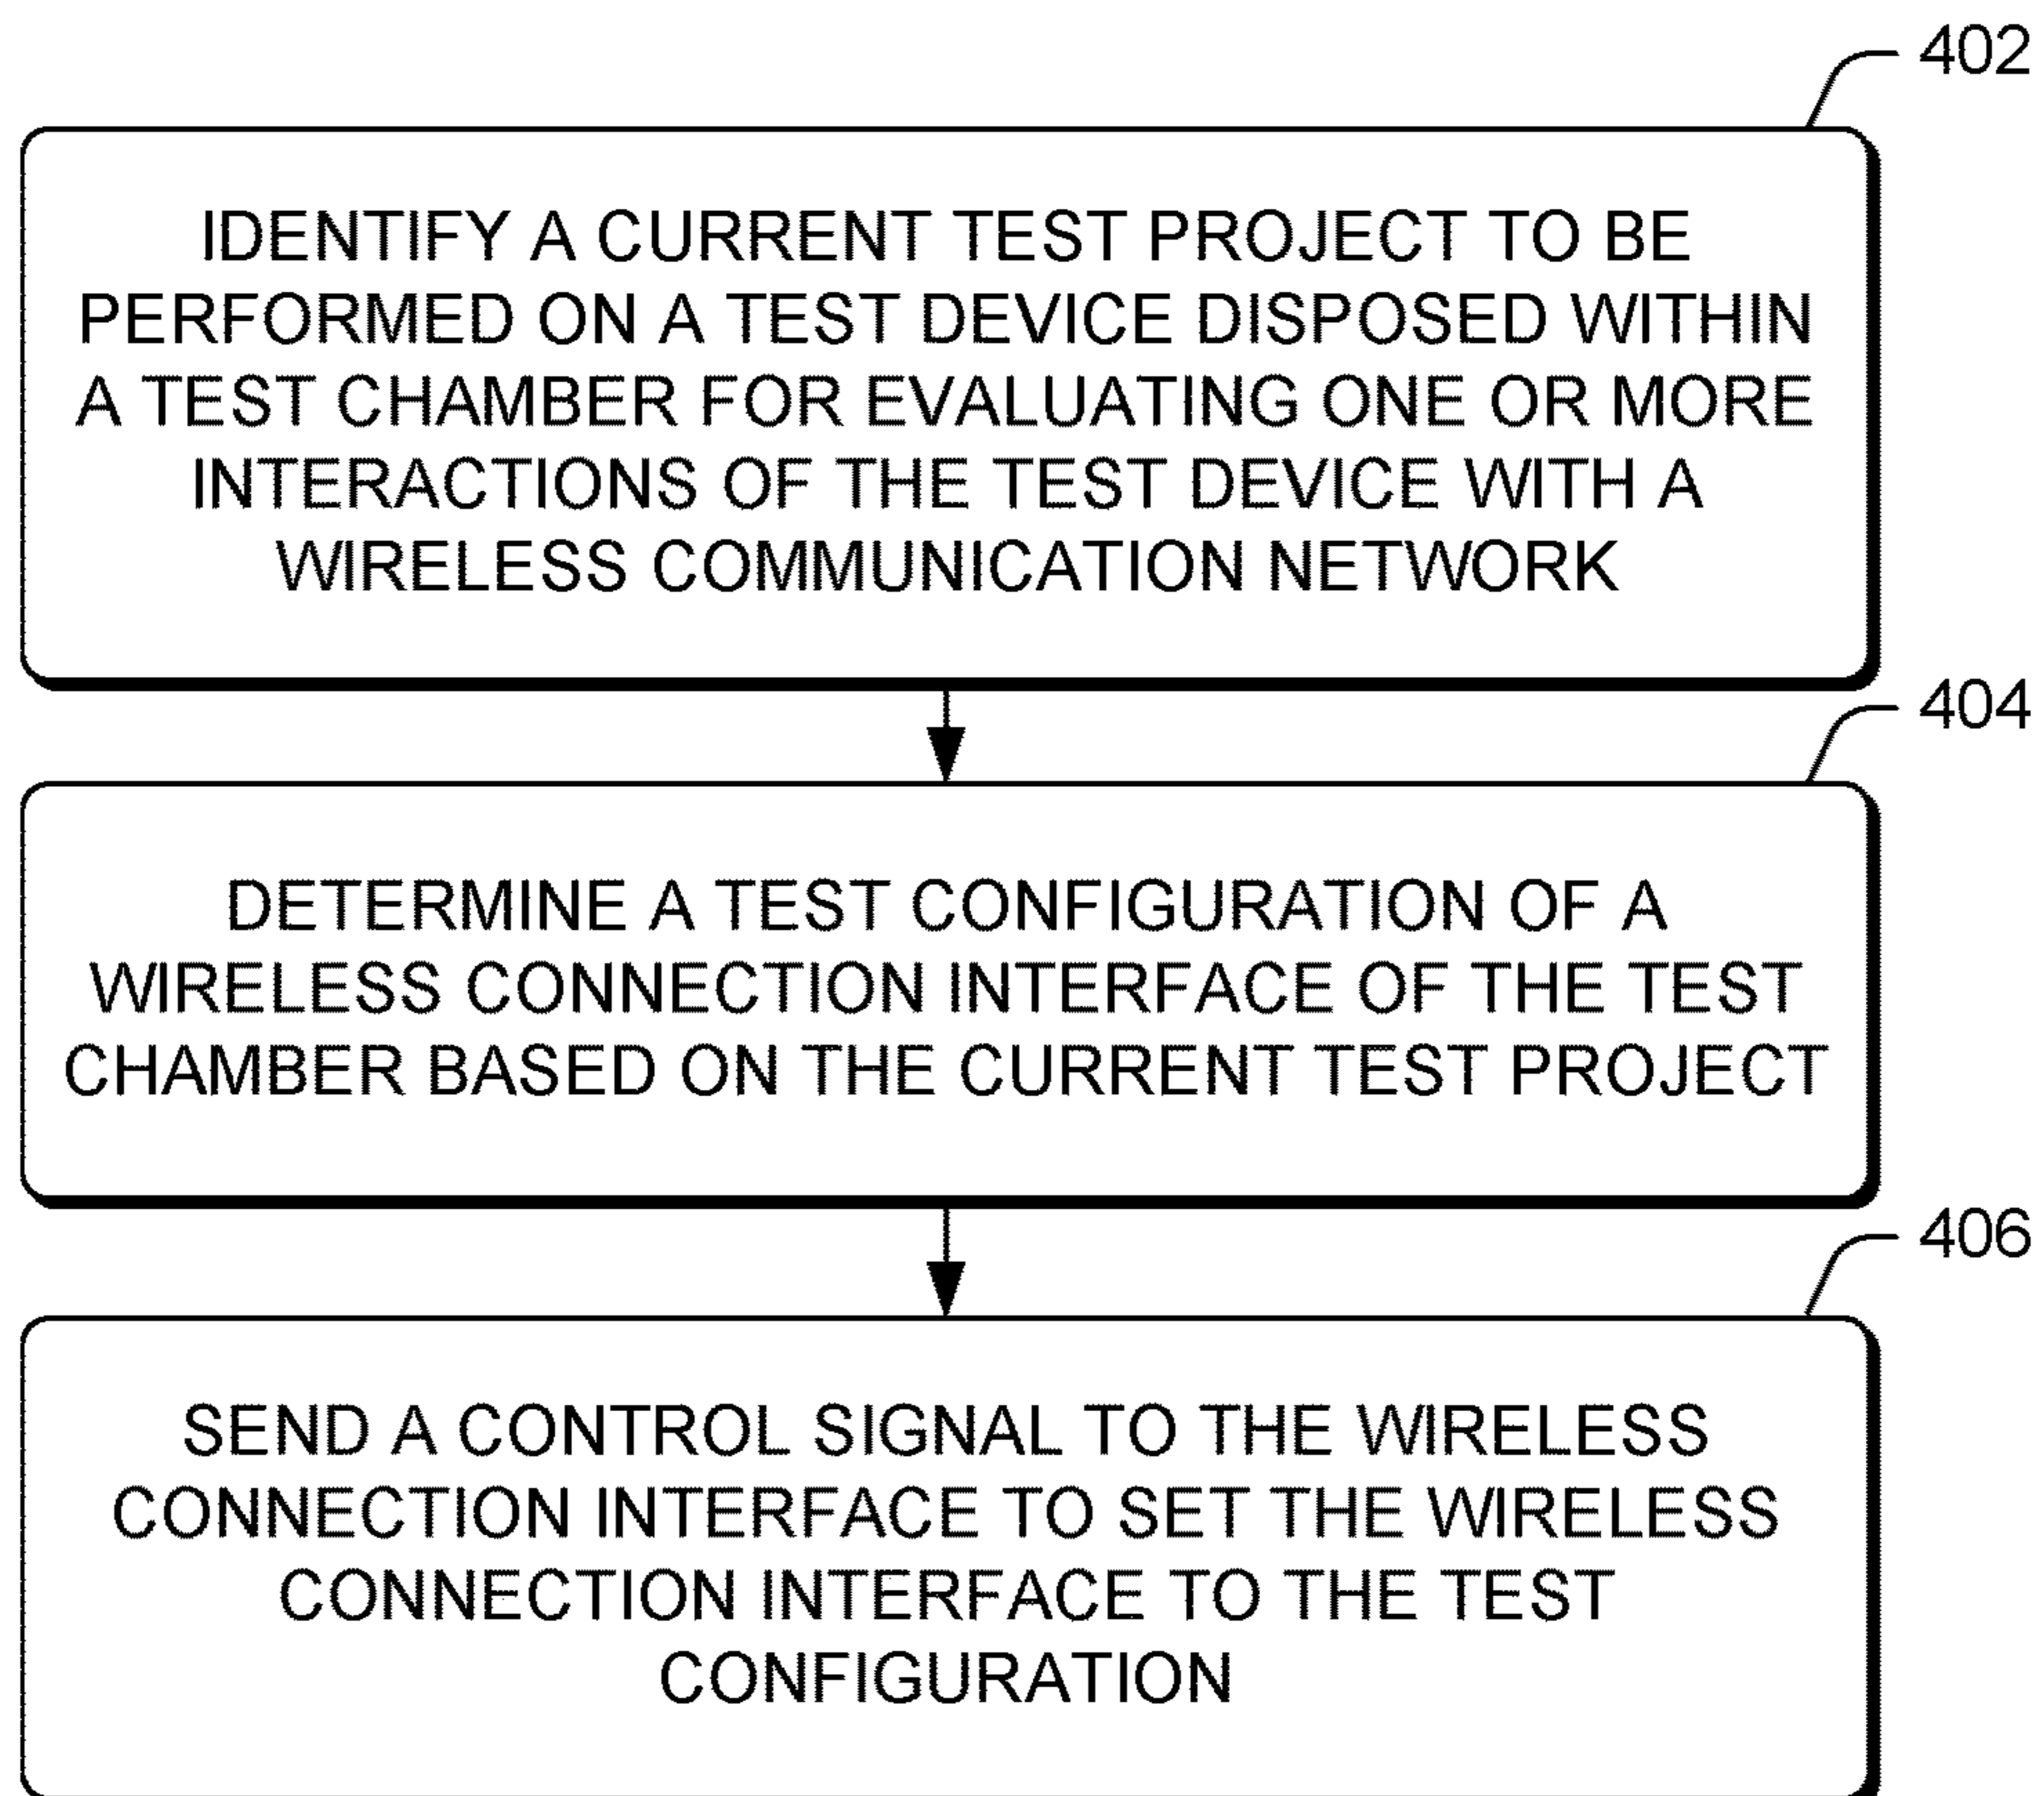 402
IDENTIFY A CURRENT TEST PROJECT TO BE
PERFORMED ON A TEST DEVICE DISPOSED WITHIN
A TEST CHAMBER FOR EVALUATING ONE OR MORE
INTERACTIONS OF THE TEST DEVICE WITH A
WIRELESS COMMUNICATION NETWORK
404
DETERMINE A TEST CONFIGURATION OF A
WIRELESS CONNECTION INTERFACE OF THE TEST
CHAMBER BASED ON THE CURRENT TEST PROJECT
406
SEND A CONTROL SIGNAL TO THE WIRELESS
CONNECTION INTERFACE TO SET THE WIRELESS
CONNECTION INTERFACE TO THE TEST
CONFIGURATION